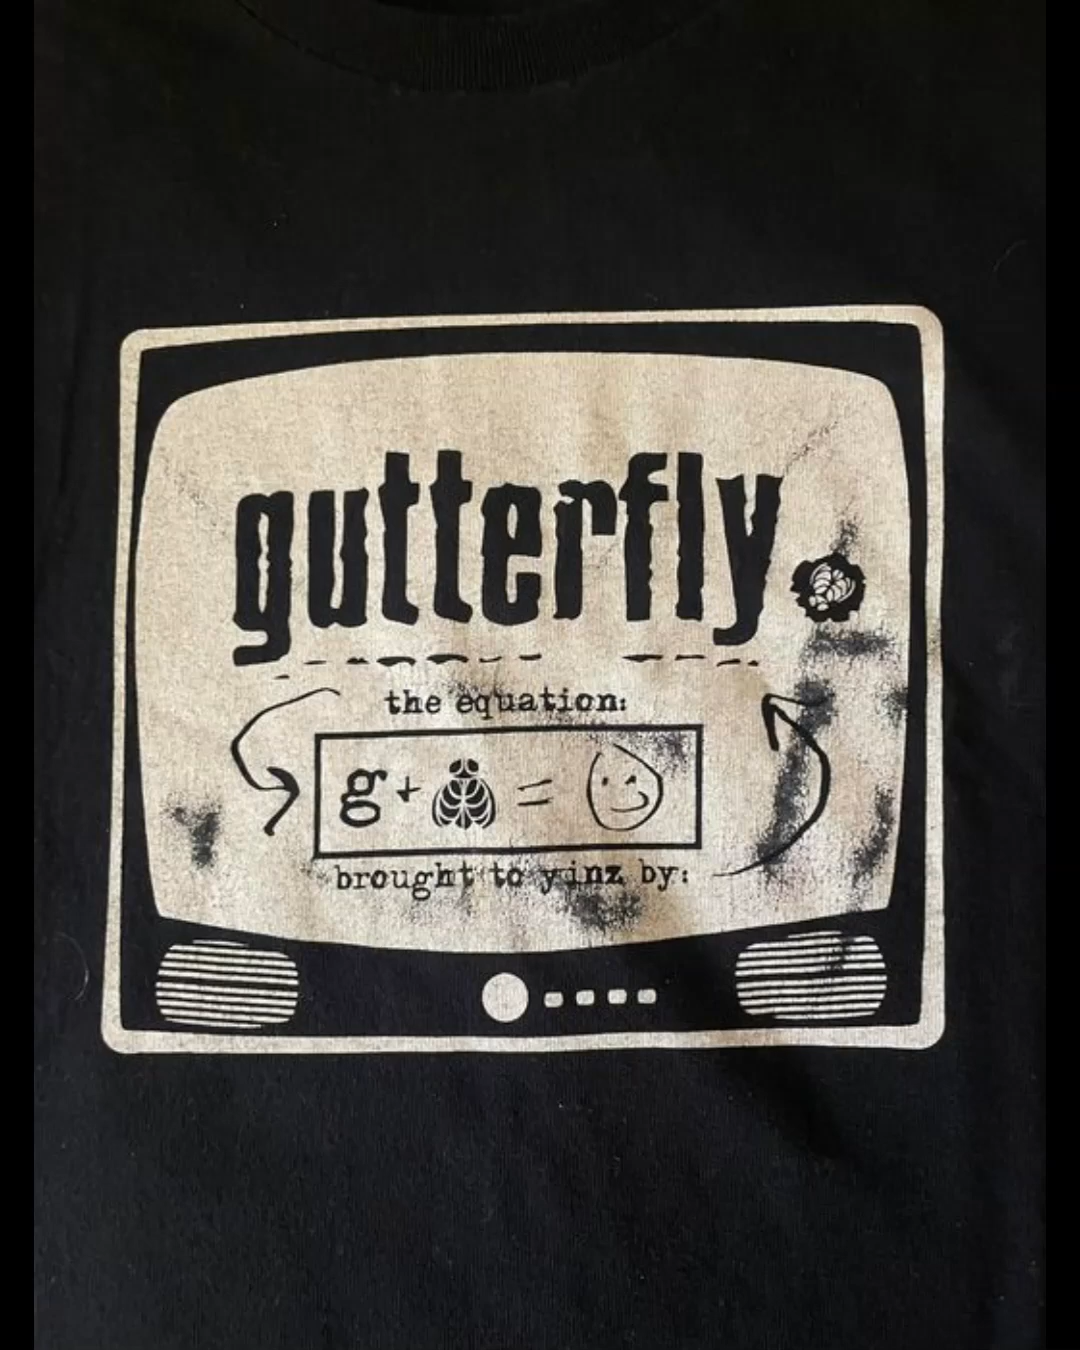 gutterfly.
the equation:
g + =
brought to yinz by: